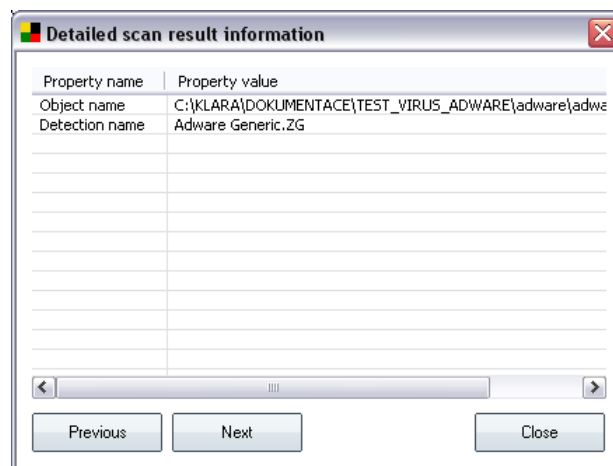 Detailed scan result information
Property name Property value
Object name C:\KLARA\DOKUMENTACE\TEST_VIRUS_ADWARE\adware\adwa
Detection name Adware Generic.ZG
Previous Next Close